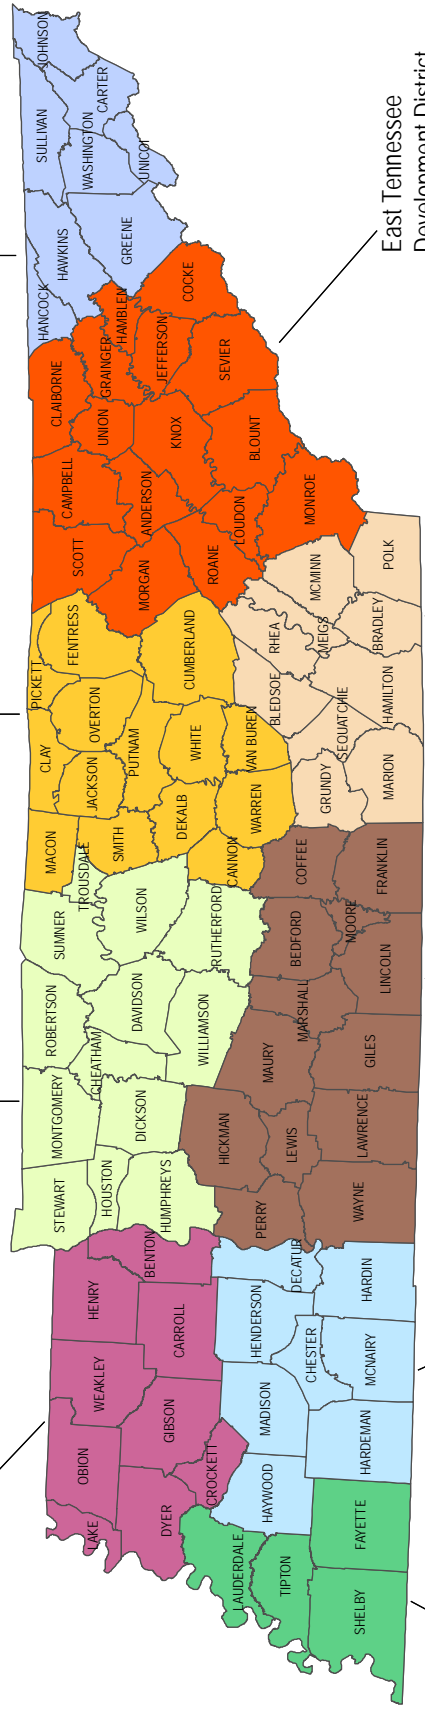 JOHNSON
CARTER
SULLIVAN
WASHINGTON
UNICOI
GREENE
HAWKINS
HANCOCK
COCKE
HAMBLEN
JEFFERSON
SEVIER
GRAINGER
CLAIBORNE
UNION
KNOX
BLOUNT
CAMPBELL
ANDERSON
LOUDON
MONROE
SCOTT
MORGAN
ROANE
East Tennessee
Development District
POLK
MCMINN
BRADLEY
MEIGS
RHEA
HAMILTON
BLEDSOE
SEQUATCHIE
MARION
GRUNDY
PICKETT
FENTRESS
CUMBERLAND
OVERTON
CLAY
PUTNAM
WHITE
VAN BUREN
JACKSON
DEKALB
WARREN
SMITH
MACON
CANNON
TROUSDALE
SUMNER
WILSON
RUTHERFORD
ROBERTSON
DAVIDSON
WILLIAMSON
CHEATHAM
MONTGOMERY
DICKSON
STEWART
HOUSTON
HUMPHREYS
COFFEE
FRANKLIN
BEDFORD
MOORE
LINCOLN
MARSHALL
MAURY
GILES
HICKMAN
LEWIS
LAWRENCE
PERRY
WAYNE
BENTON
HENRY
CARROLL
WEAKLEY
GIBSON
OBION
CROCKETT
DYER
LAKE
DECATUR
HARDIN
HENDERSON
CHESTER
MCNAIRY
MADISON
HARDEMAN
HAYWOOD
LAUDERDALE
TIPTON
FAYETTE
SHELBY